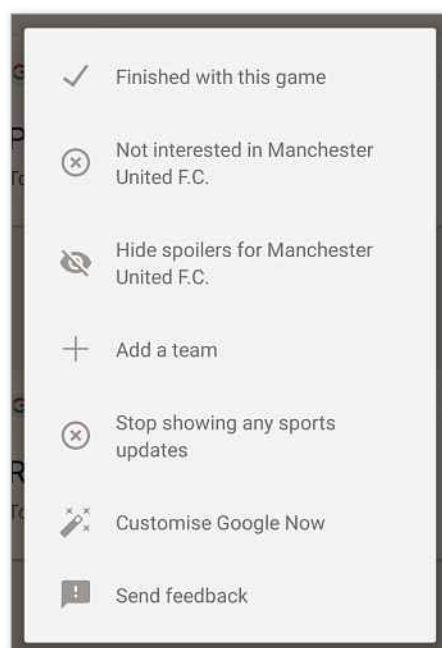 Finished with this game
Not interested in Manchester
United F.C.
Hide spoilers for Manchester
United F.C.
Add a team
Stop showing any sports
updates
Customise Google Now
Send feedback